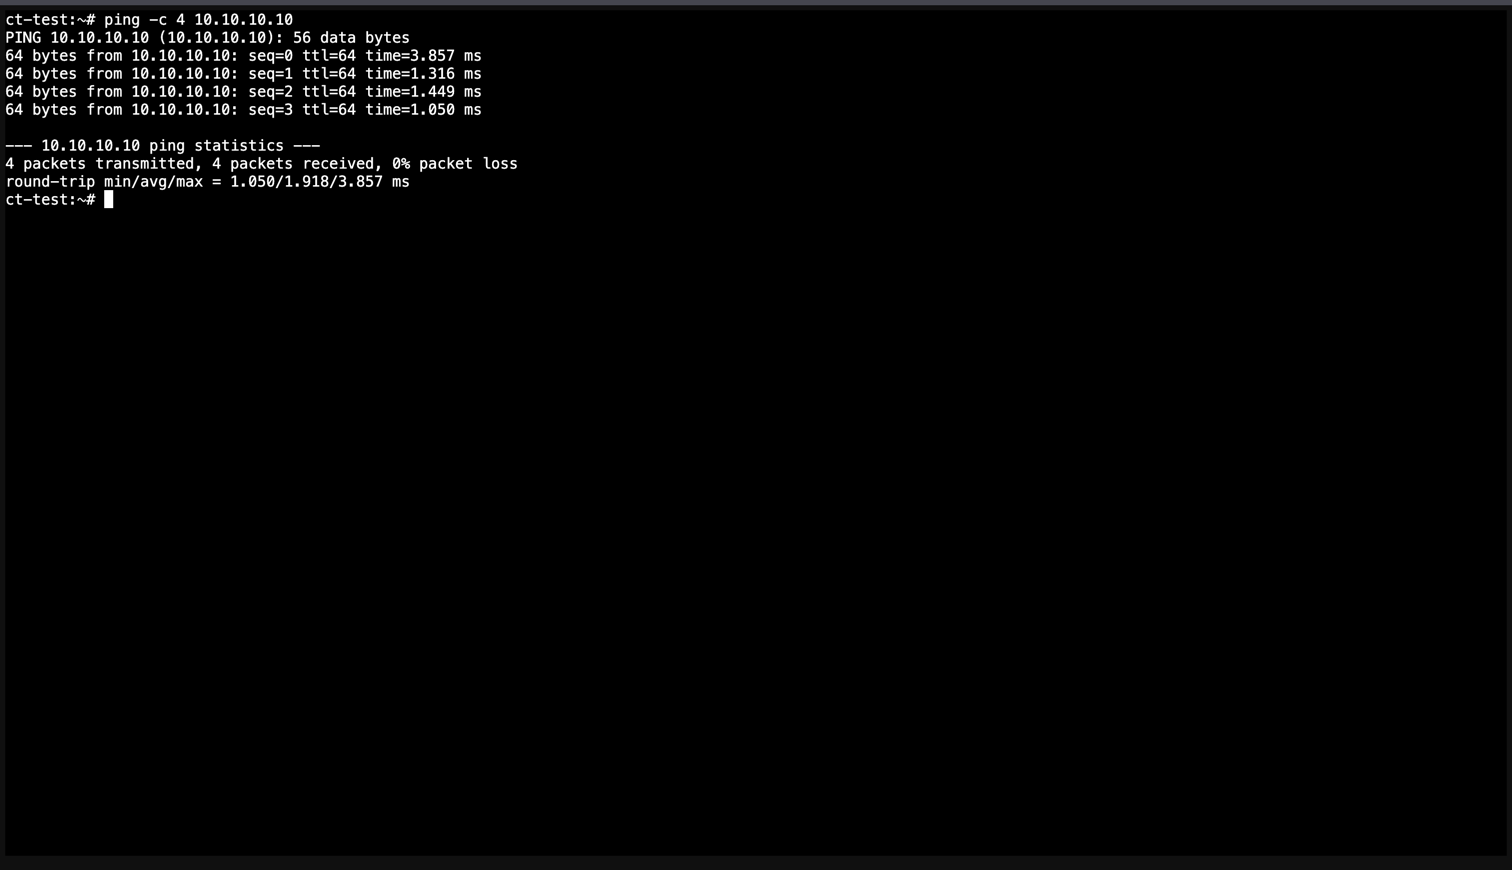 ct-test:~# ping -c 4 10.10.10.10
PING 10.10.10.10 (10.10.10.10): 56 data bytes
64 bytes from 10.10.10.10: seq=0 ttl=64 time=3.857 ms
64 bytes from 10.10.10.10: seq=1 ttl=64 time=1.316 ms
64 bytes from 10.10.10.10: seq=2 ttl=64 time=1.449 ms
64 bytes from 10.10.10.10: seq=3 ttl=64 time=1.050 ms
--- 10.10.10.10 ping statistics ---
4 packets transmitted, 4 packets received, 0% packet loss
round-trip min/avg/max = 1.050/1.918/3.857 ms
ct-test:~#